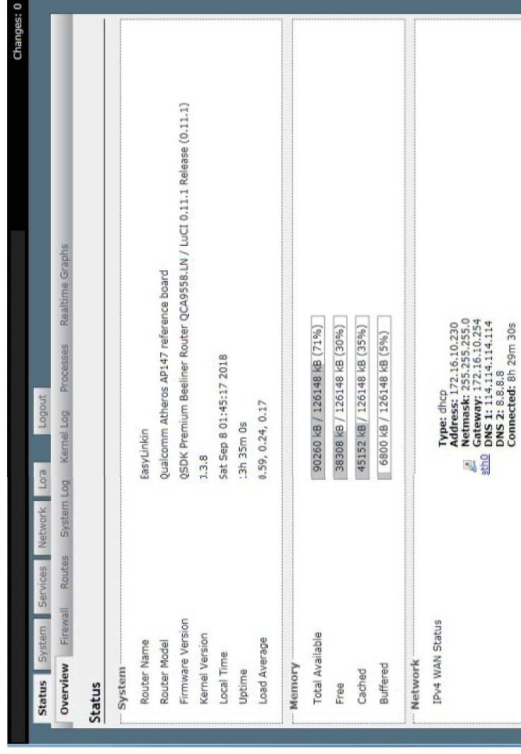 Changes: 0
Status System Services Network Lora Logout
Overview Firewall Routes System Log Kernel Log Processes Realtime Graphs
Status
System
Router Name EasyLinkin
Router Model Qualcomm Atheros AP147 reference board
Firmware Version QSDK Premium Beeliner Router QCA9558.LN / LuCI 0.11.1 Release (0.11.1)
Kernel Version 3.3.8
Local Time Sat Sep 8 01:45:17 2018
Uptime 13h 35m 0s
Load Average 0.59, 0.24, 0.17
Memory
Total Available 90260 kB / 126148 kB (71%)
Free 38308 kB / 126148 kB (30%)
Cached 45152 kB / 126148 kB (35%)
Buffered 6800 kB / 126148 kB (5%)
Network
IPv4 WAN Status
Type: dhcp
Address: 172.16.10.230
Netmask: 255.255.255.0
Gateway: 172.16.10.254
eth0
DNS 1: 114.114.114.114
DNS 2: 8.8.8.8
Connected: 8h 29m 30s